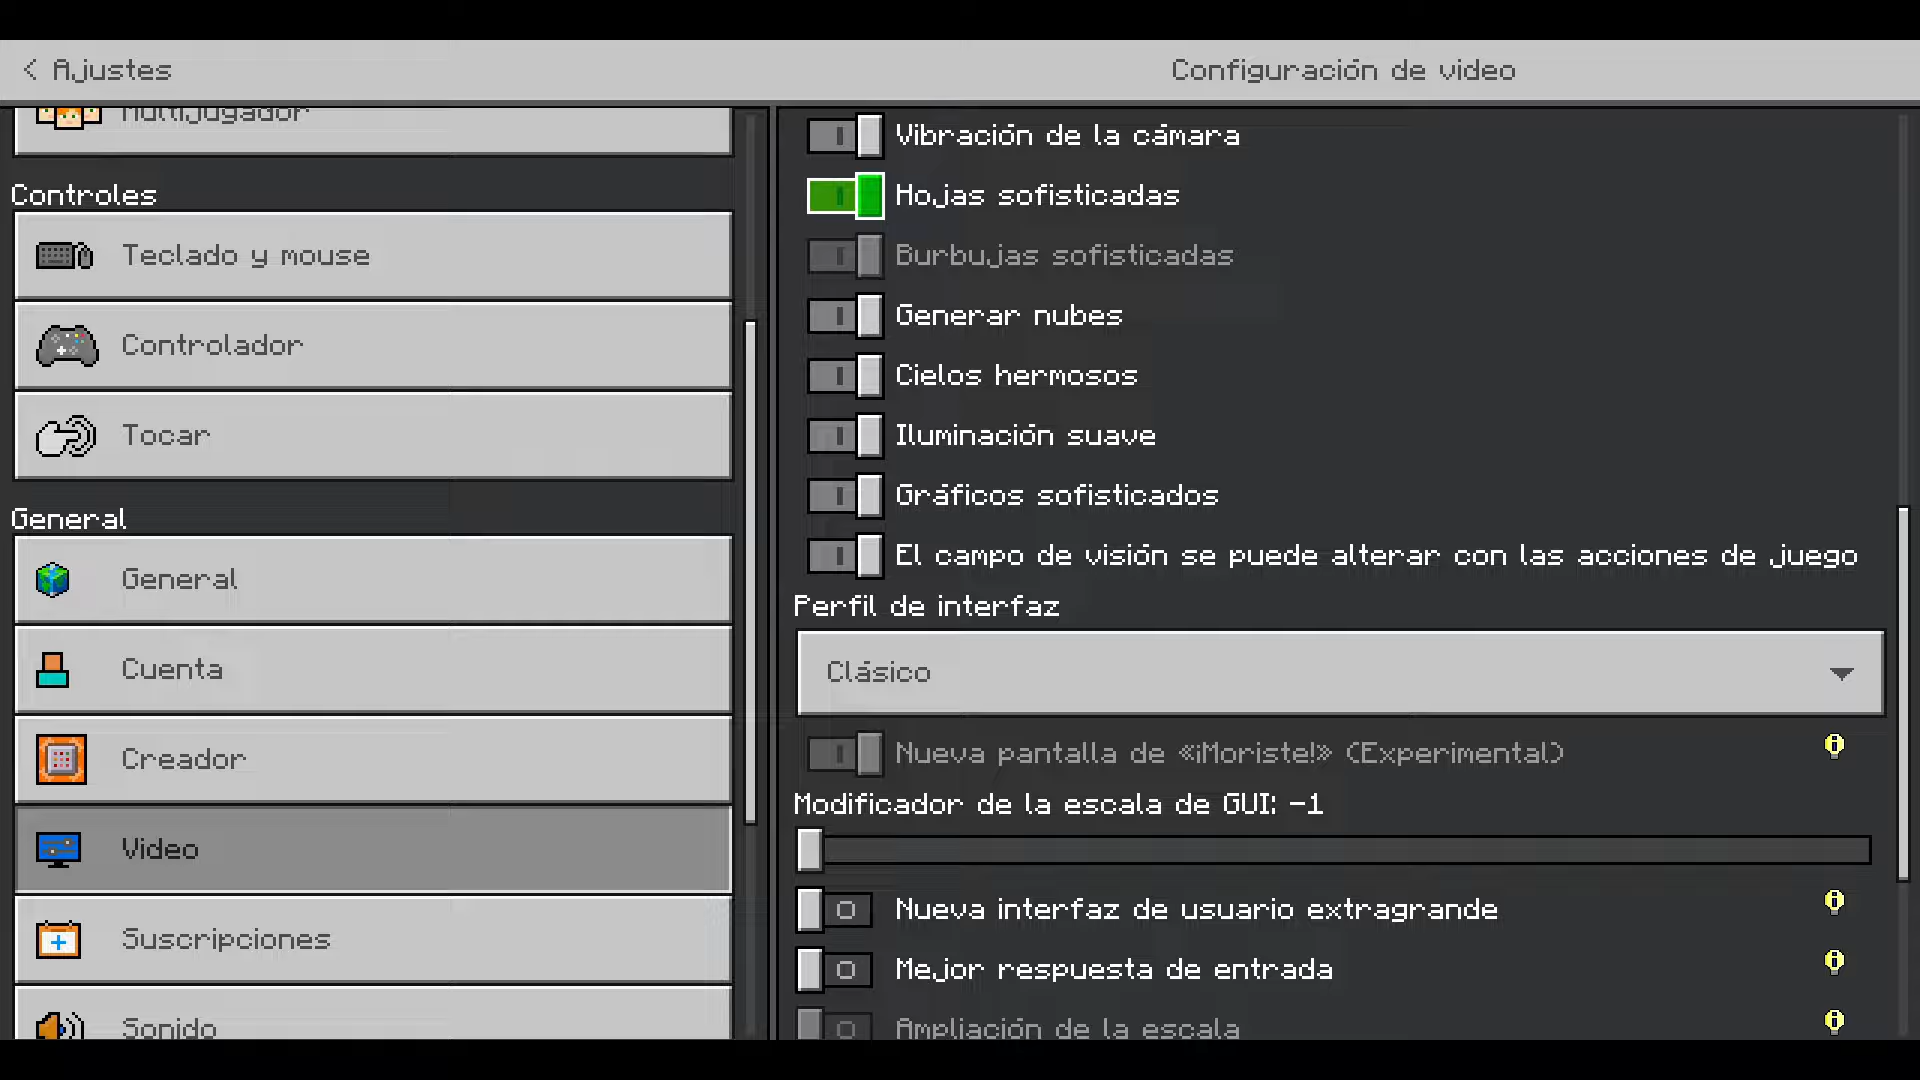 < Ajustes
Configuración de video
Multijugador
Controles
Teclado y mouse
Controlador
Tocar
General
General
Cuenta
Creador
Video
Suscripciones
Sonido
Vibración de la cámara
Hojas sofisticadas
Burbujas sofisticadas
Generar nubes
Cielos hermosos
Iluminación suave
Gráficos sofisticados
El campo de visión se puede alterar con las acciones de juego
Perfil de interfaz
Clásico
Nueva pantalla de «¡Moriste!» (Experimental)
Modificador de la escala de GUI: -1
Nueva interfaz de usuario extragrande
Mejor respuesta de entrada
Ampliación de la escala